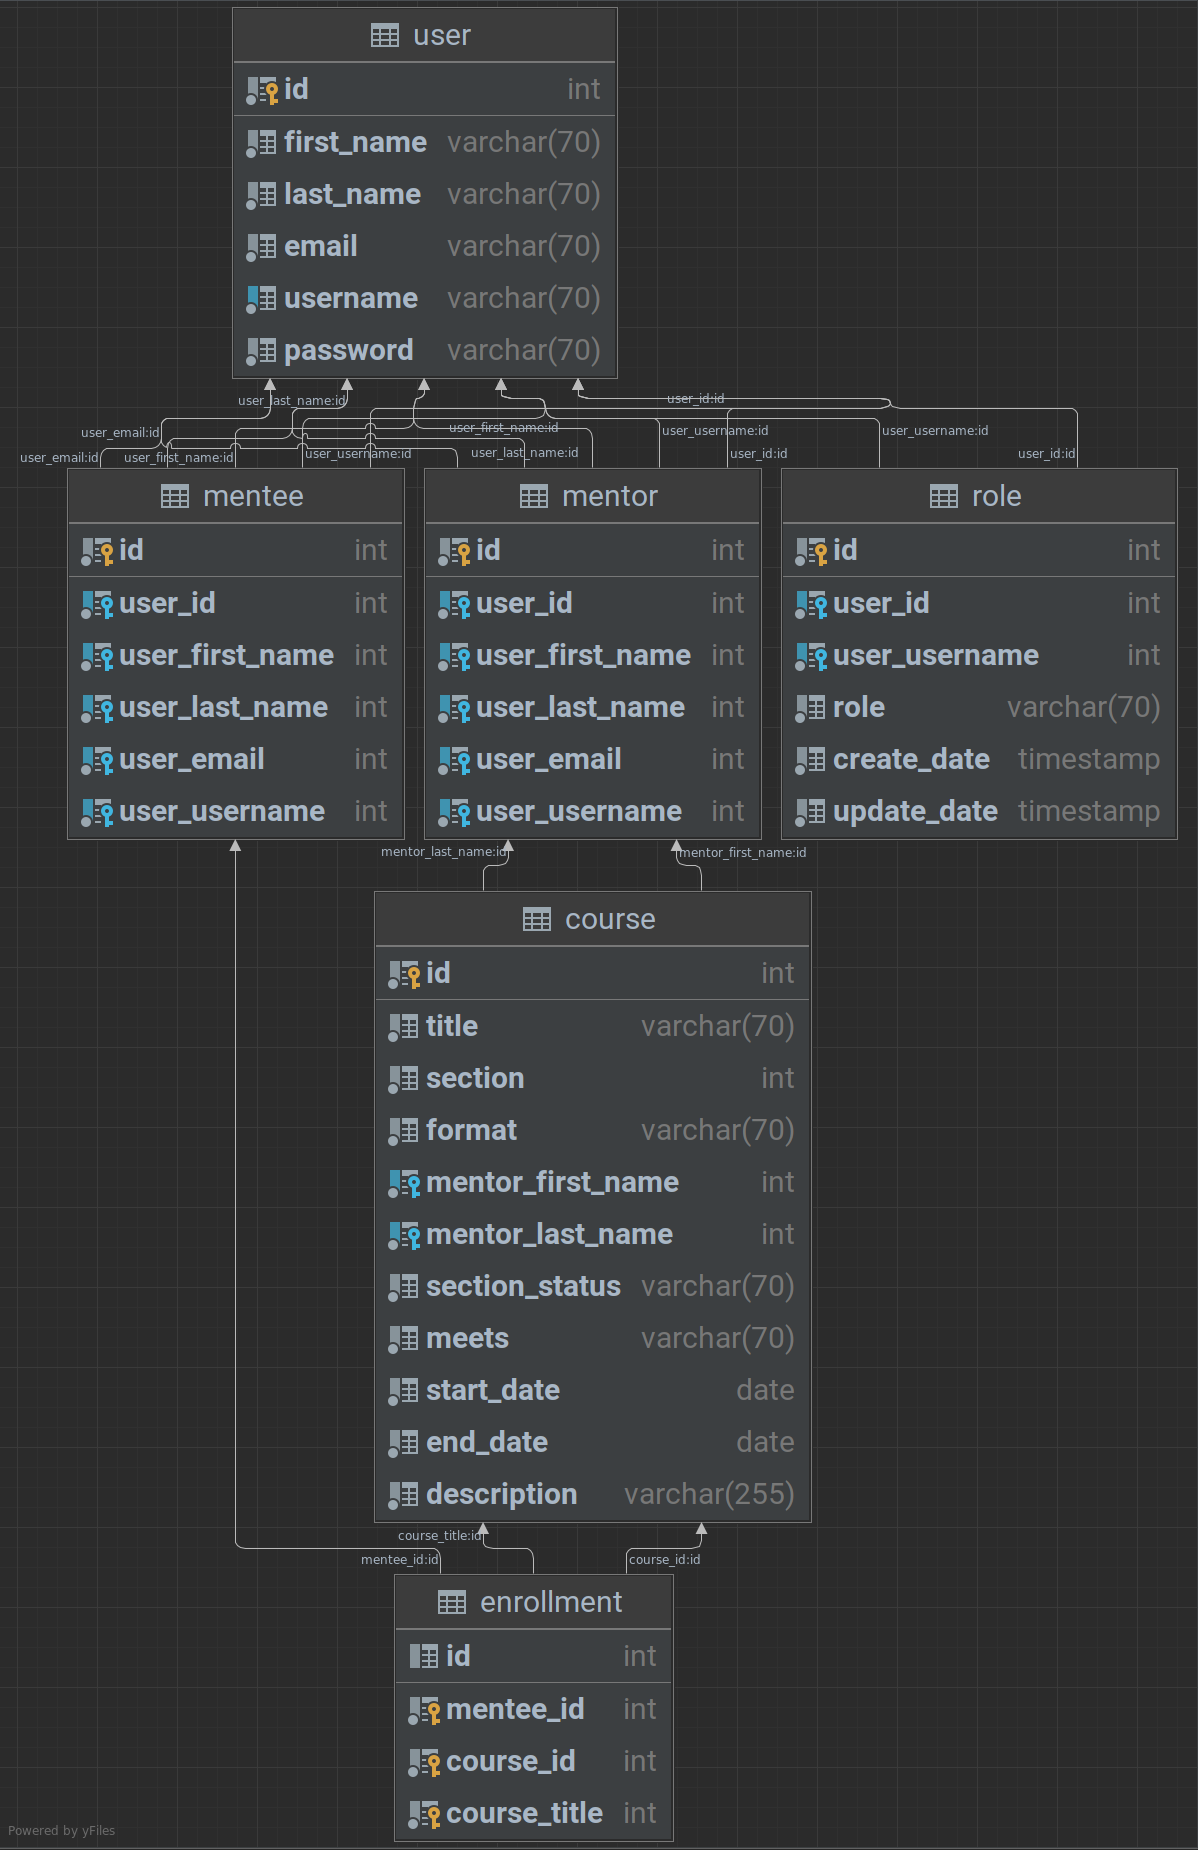 user
id int
first_name varchar(70)
last_name varchar(70)
email varchar(70)
username varchar(70)
password varchar(70)
user_last_name:id
user_id:id
user_email:id
user_first_name:id
user_username:id
user_username:id
user_email:id
user_first_name:id
user_username:id
user_last_name:id
user_id:id
user_id:id
mentee
id int
user_id int
user_first_name int
user_last_name int
user_email int
user_username int
mentor
id int
user_id int
user_first_name int
user_last_name int
user_email int
user_username int
role
id int
user_id int
user_username int
role varchar(70)
create_date timestamp
update_date timestamp
mentor_last_name:id
mentor_first_name:id
course
id int
title varchar(70)
section int
format varchar(70)
mentor_first_name int
mentor_last_name int
section_status varchar(70)
meets varchar(70)
start_date date
end_date date
description varchar(255)
course_title:id
mentee_id:id
course_id:id
enrollment
id int
mentee_id int
course_id int
course_title int
Powered by yFiles